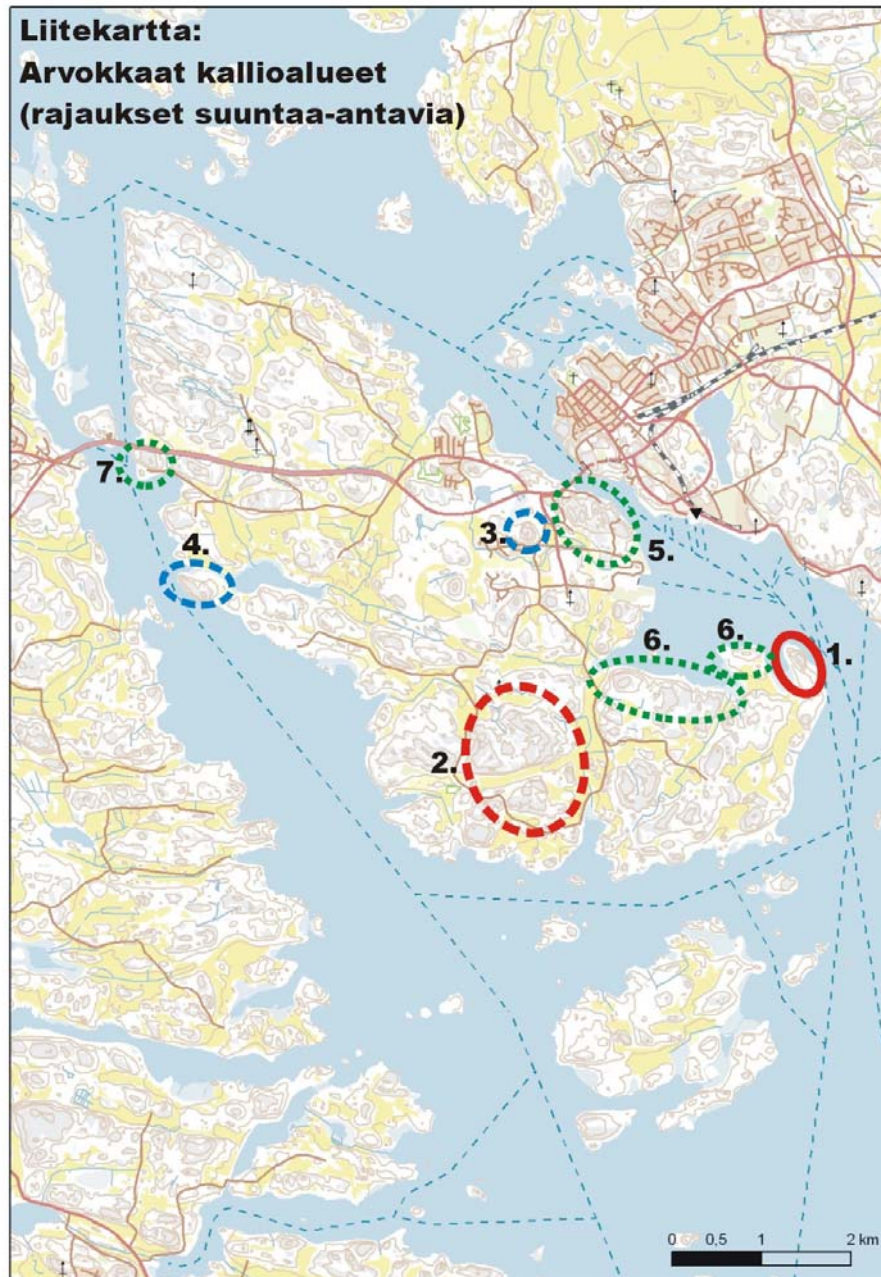 Liitekartta:
Arvokkaat kallioalueet
(rajaukset suuntaa-antavia)
7.
4.
3.
5.
6.
6.
1.
2.
0 0,5 1 2 km